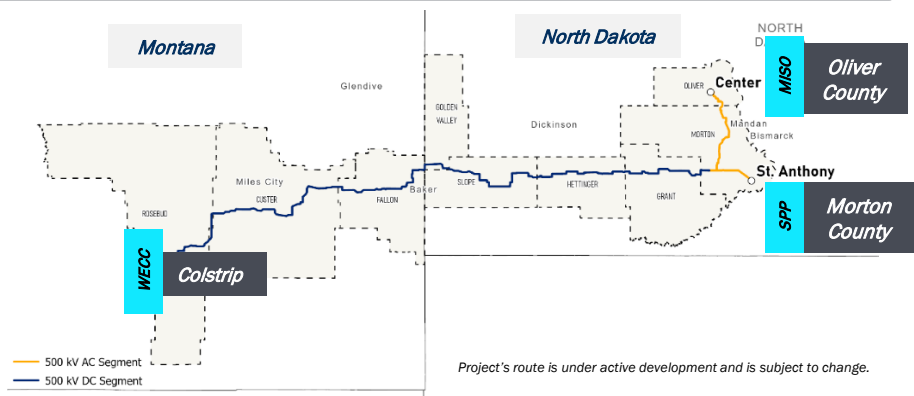 Montana
North Dakota
NORTH
D
MISO
Oliver
County
Glendive
GOLDEN
VALLEY
OLIVER
Center
Dickinson
MORTON
Mandan
Bismarck
St. Anthony
Miles City
CUSTER
Baker
FALLON
SLOPE
HETTINGER
GRANT
ROSEBUD
SPP
Morton
County
WECC
Colstrip
500 kV AC Segment
500 kV DC Segment
Project's route is under active development and is subject to change.